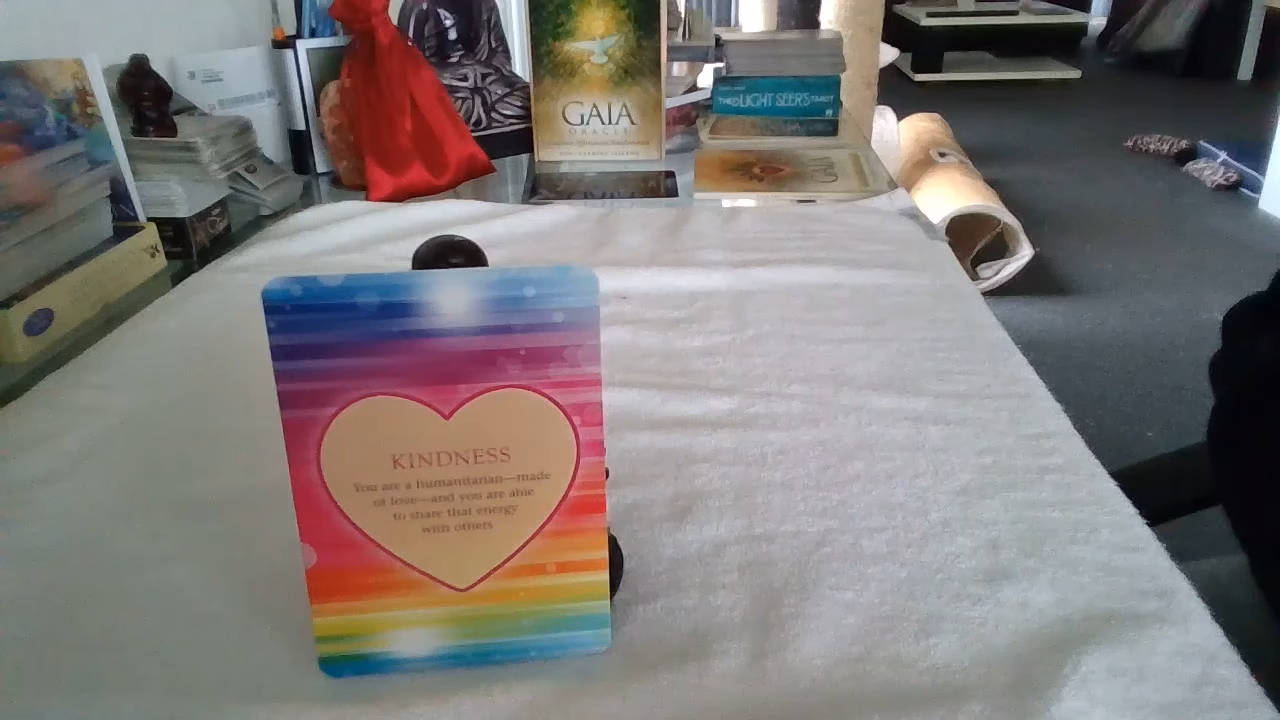 GAIA
ORACLE
THE LIGHT SEER'S TAROT
KINDNESS
You are a humanitarian—made
of love—and you are able
to share that energy
with others